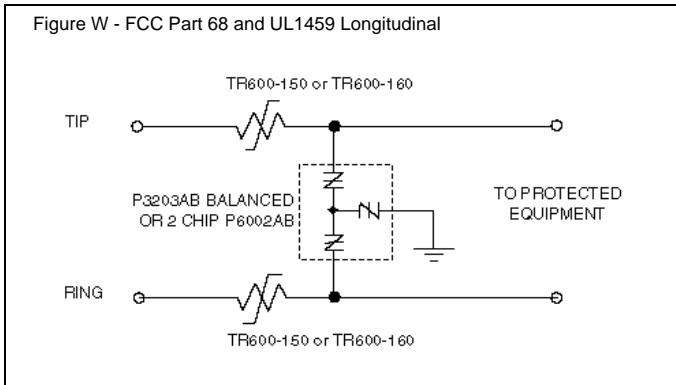 Figure W - FCC Part 68 and UL1459 Longitudinal
TR600-150 or TR600-160
TIP
P3203AB BALANCED
OR 2 CHIP P6002AB
TO PROTECTED
EQUIPMENT
RING
TR600-150 or TR600-160